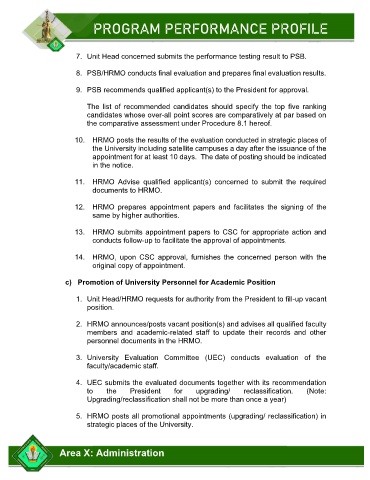 PROGRAM PERFORMANCE PROFILE
7. Unit Head concerned submits the performance testing result to PSB.
8. PSB/HRMO conducts final evaluation and prepares final evaluation results.
9. PSB recommends qualified applicant(s) to the President for approval.
The list of recommended candidates should specify the top five ranking
candidates whose over-all point scores are comparatively at par based on
the comparative assessment under Procedure 8.1 hereof.
10. HRMO posts the results of the evaluation conducted in strategic places of
the University including satellite campuses a day after the issuance of the
appointment for at least 10 days. The date of posting should be indicated
in the notice.
11. HRMO Advise qualified applicant(s) concerned to submit the required
documents to HRMO.
12. HRMO prepares appointment papers and facilitates the signing of the
same by higher authorities.
13. HRMO submits appointment papers to CSC for appropriate action and
conducts follow-up to facilitate the approval of appointments.
14. HRMO, upon CSC approval, furnishes the concerned person with the
original copy of appointment.
c) Promotion of University Personnel for Academic Position
1. Unit Head/HRMO requests for authority from the President to fill-up vacant
position.
2. HRMO announces/posts vacant position(s) and advises all qualified faculty
members and academic-related staff to update their records and other
personnel documents in the HRMO.
3. University Evaluation Committee (UEC) conducts evaluation of the
faculty/academic staff.
4. UEC submits the evaluated documents together with its recommendation
to the President for upgrading/ reclassification. (Note:
Upgrading/reclassification shall not be more than once a year)
5. HRMO posts all promotional appointments (upgrading/ reclassification) in
strategic places of the University.
Area X: Administration